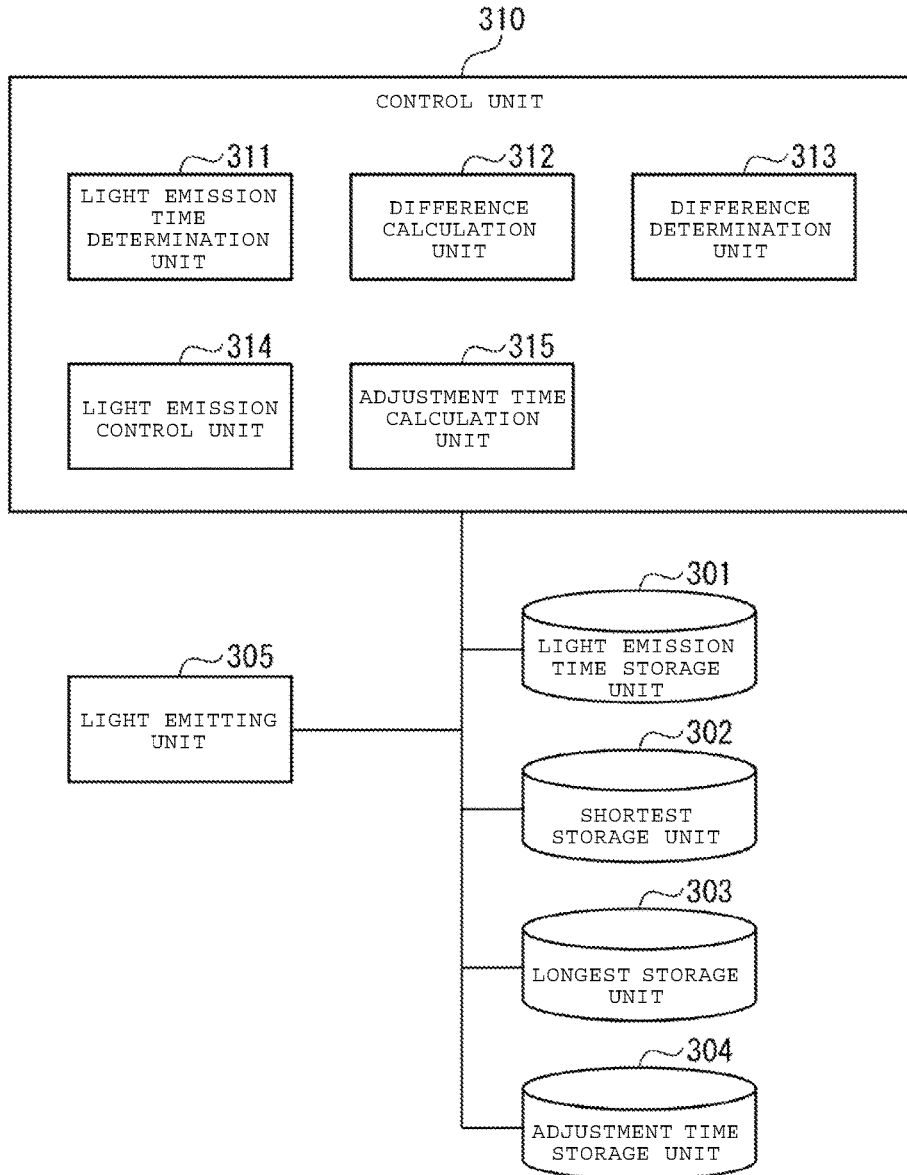 310
CONTROL UNIT
311
LIGHT EMISSION
TIME
DETERMINATION
UNIT
312
DIFFERENCE
CALCULATION
UNIT
313
DIFFERENCE
DETERMINATION
UNIT
314
LIGHT EMISSION
CONTROL UNIT
315
ADJUSTMENT TIME
CALCULATION
UNIT
301
LIGHT EMISSION
TIME STORAGE
UNIT
305
LIGHT EMITTING
UNIT
302
SHORTEST
STORAGE UNIT
303
LONGEST STORAGE
UNIT
304
ADJUSTMENT TIME
STORAGE UNIT